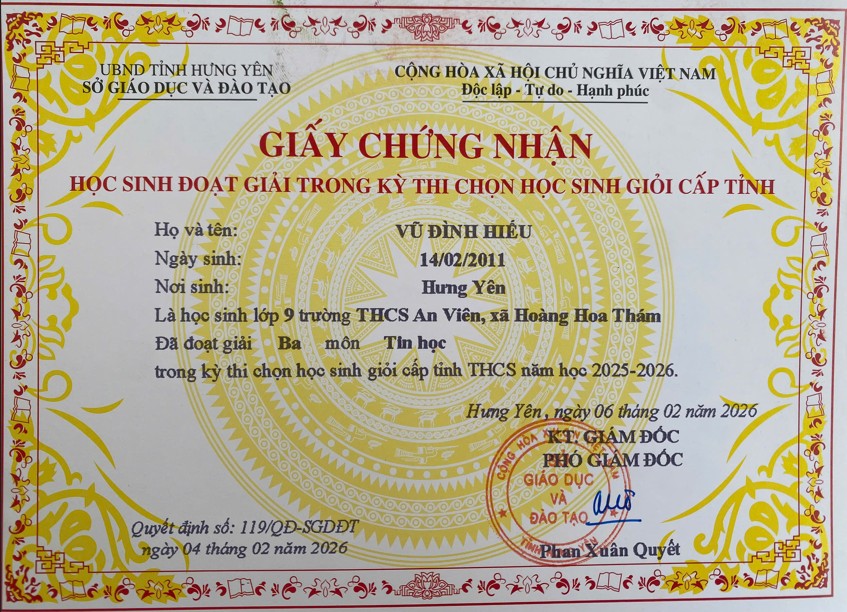 UBND TỈNH HƯNG YÊN
SỞ GIÁO DỤC VÀ ĐÀO TẠO
CỘNG HÒA XÃ HỘI CHỦ NGHĨA VIỆT NAM
Độc lập - Tự do - Hạnh phúc
GIẤY CHỨNG NHẬN
HỌC SINH ĐOẠT GIẢI TRONG KỲ THI CHỌN HỌC SINH GIỎI CẤP TỈNH
Họ và tên: VŨ ĐÌNH HIẾU
Ngày sinh: 14/02/2011
Nơi sinh: Hưng Yên
Là học sinh lớp 9 trường THCS An Viên, xã Hoàng Hoa Thám
Đã đoạt giải Ba môn Tin học
trong kỳ thi chọn học sinh giỏi cấp tỉnh THCS năm học 2025-2026.
Hưng Yên, ngày 06 tháng 02 năm 2026
KT. GIÁM ĐỐC
PHÓ GIÁM ĐỐC
GIÁO DỤC
VÀ
ĐÀO TẠO
Phan Xuân Quyết
Quyết định số: 119/QĐ-SGDĐT
ngày 04 tháng 02 năm 2026